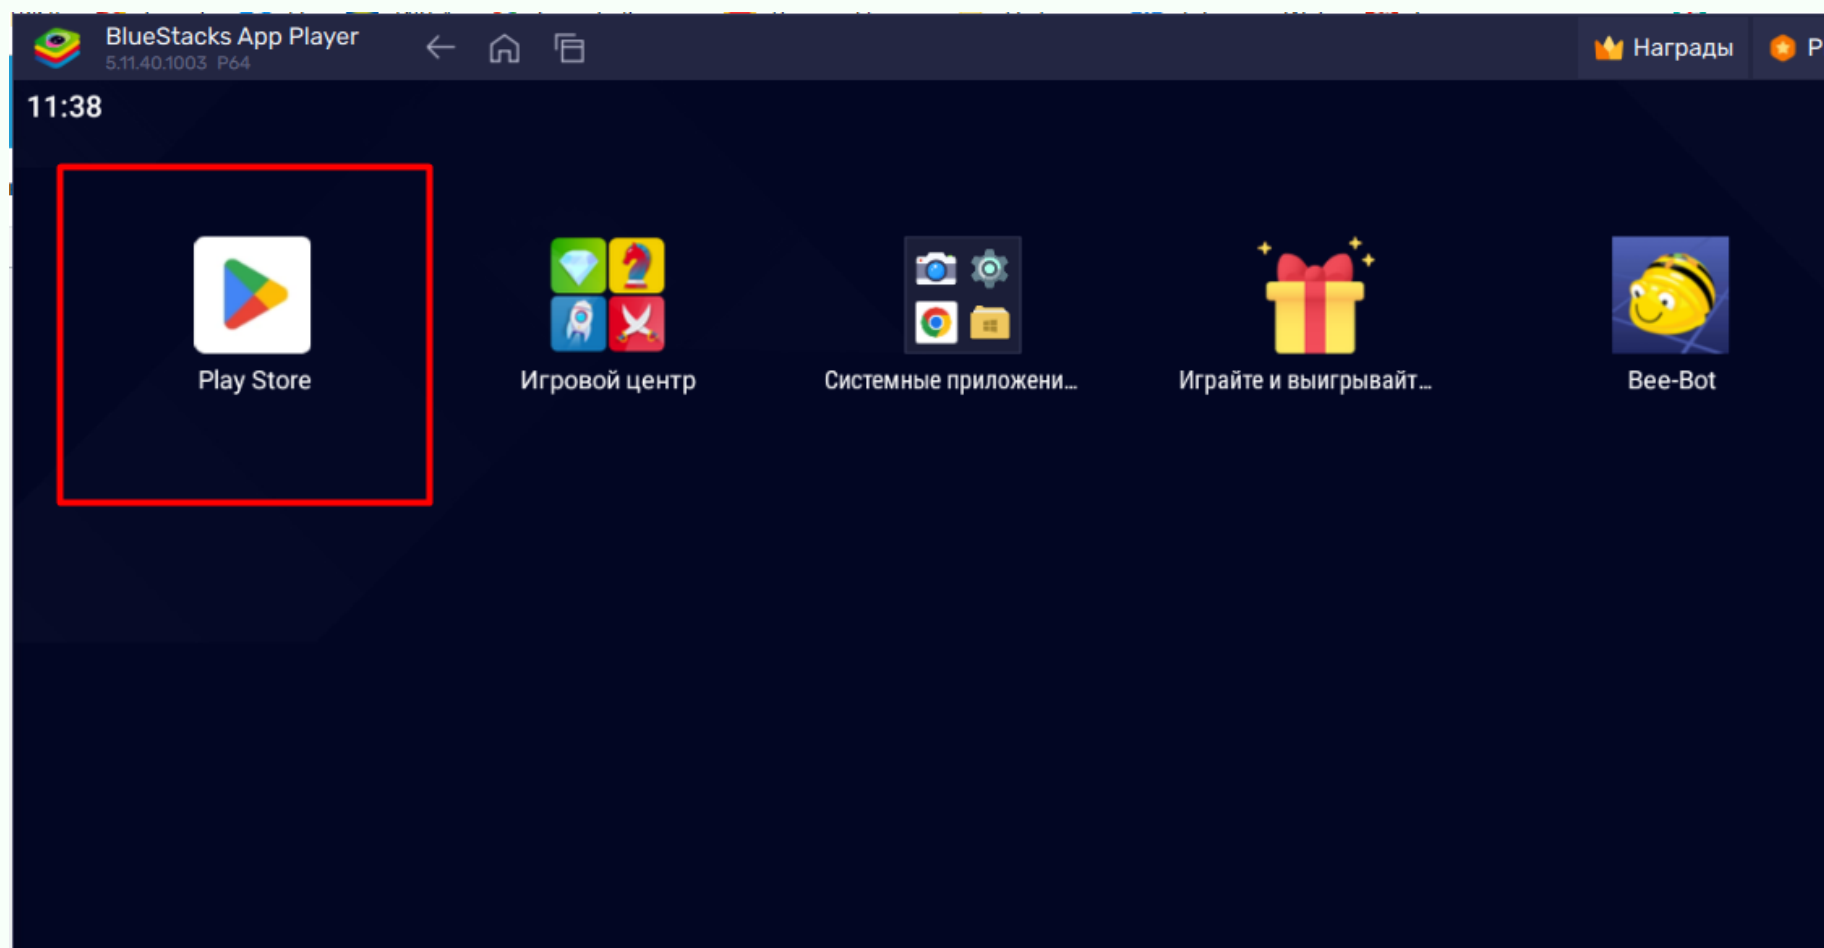 BlueStacks App Player
5.11.40.1003 P64
Награды
11:38
Play Store
Игровой центр
Системные приложени...
Играйте и выигрывайт...
Bee-Bot